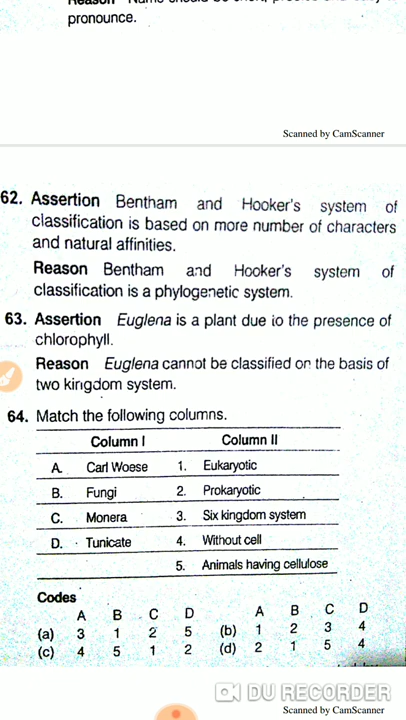 pronounce.
Scanned by CamScanner
62. Assertion Bentham and Hooker's system of
classification is based on more number of characters
and natural affinities.
Reason Bentham and Hooker's system of
classification is a phylogenetic system.
63. Assertion Euglena is a plant due to the presence of
chlorophyll.
Reason Euglena cannot be classified on the basis of
two kingdom system.
64. Match the following columns.
Column I Column II
A. Carl Woese 1. Eukaryotic
B. Fungi 2. Prokaryotic
C. Monera 3. Six kingdom system
D. Tunicate 4. Without cell
5. Animals having cellulose
Codes
A B C D A B C D
(a) 3 1 2 5 (b) 1 2 3 4
(c) 4 5 1 2 (d) 2 1 5 4
DU RECORDER
Scanned by CamScanner